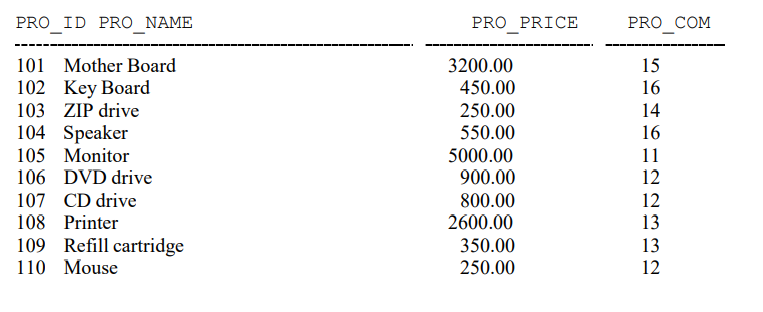 PRO_ID PRO_NAME PRO_PRICE PRO_COM
101 Mother Board 3200.00 15
102 Key Board 450.00 16
103 ZIP drive 250.00 14
104 Speaker 550.00 16
105 Monitor 5000.00 11
106 DVD drive 900.00 12
107 CD drive 800.00 12
108 Printer 2600.00 13
109 Refill cartridge 350.00 13
110 Mouse 250.00 12